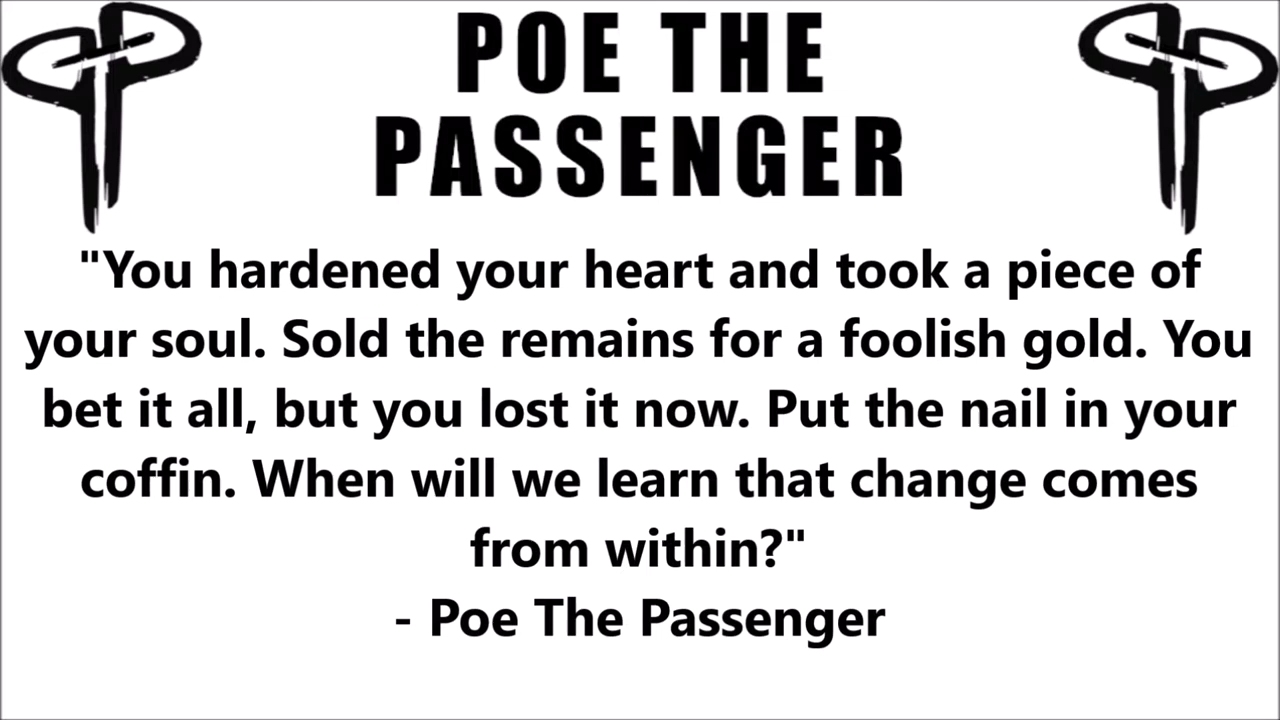 POE THE
PASSENGER
"You hardened your heart and took a piece of
your soul. Sold the remains for a foolish gold. You
bet it all, but you lost it now. Put the nail in your
coffin. When will we learn that change comes
from within?"
- Poe The Passenger